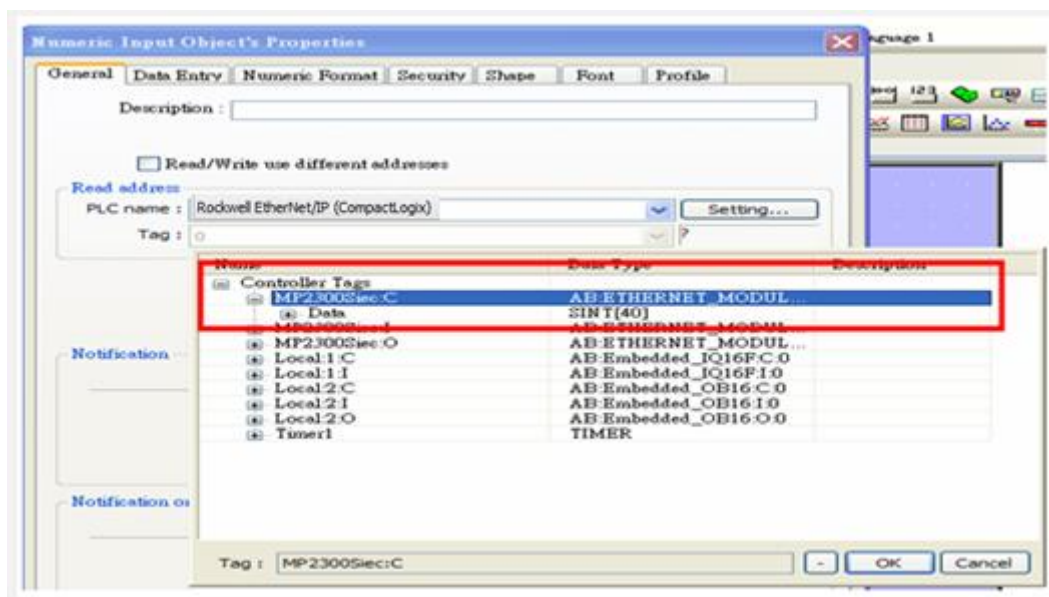 Numeric Input Object's Properties
nguage 1
General Data Entry Numeric Format Security Shape Font Profile
Description :
Read/Write use different addresses
Read address
PLC name : Rockwell EtherNet/IP (CompactLogix) Setting...
Tag : ?
Name Data Type Description
Controller Tags
MP2300Siec:C AB:ETHERNET_MODUL...
Data SINT[40]
MP2300Siec:I AB:ETHERNET_MODUL...
MP2300Siec:O AB:ETHERNET_MODUL...
Local:1:C AB:Embedded_IQ16F:C:0
Local:1:I AB:Embedded_IQ16F:I:0
Local:2:C AB:Embedded_OB16:C:0
Local:2:I AB:Embedded_OB16:I:0
Local:2:O AB:Embedded_OB16:O:0
Timer1 TIMER
Notification
Notification on
Tag : MP2300Siec:C - OK Cancel